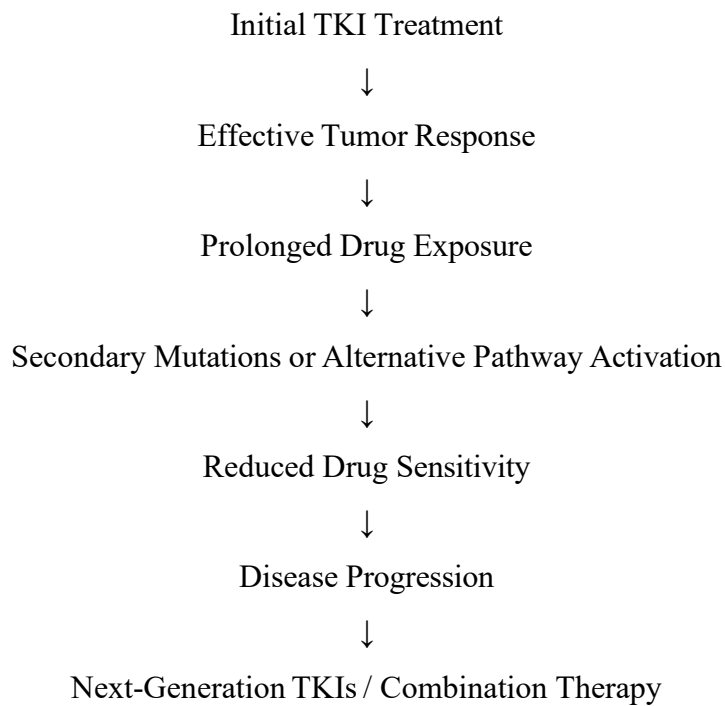 Initial TKI Treatment
↓
Effective Tumor Response
↓
Prolonged Drug Exposure
↓
Secondary Mutations or Alternative Pathway Activation
↓
Reduced Drug Sensitivity
↓
Disease Progression
↓
Next-Generation TKIs / Combination Therapy